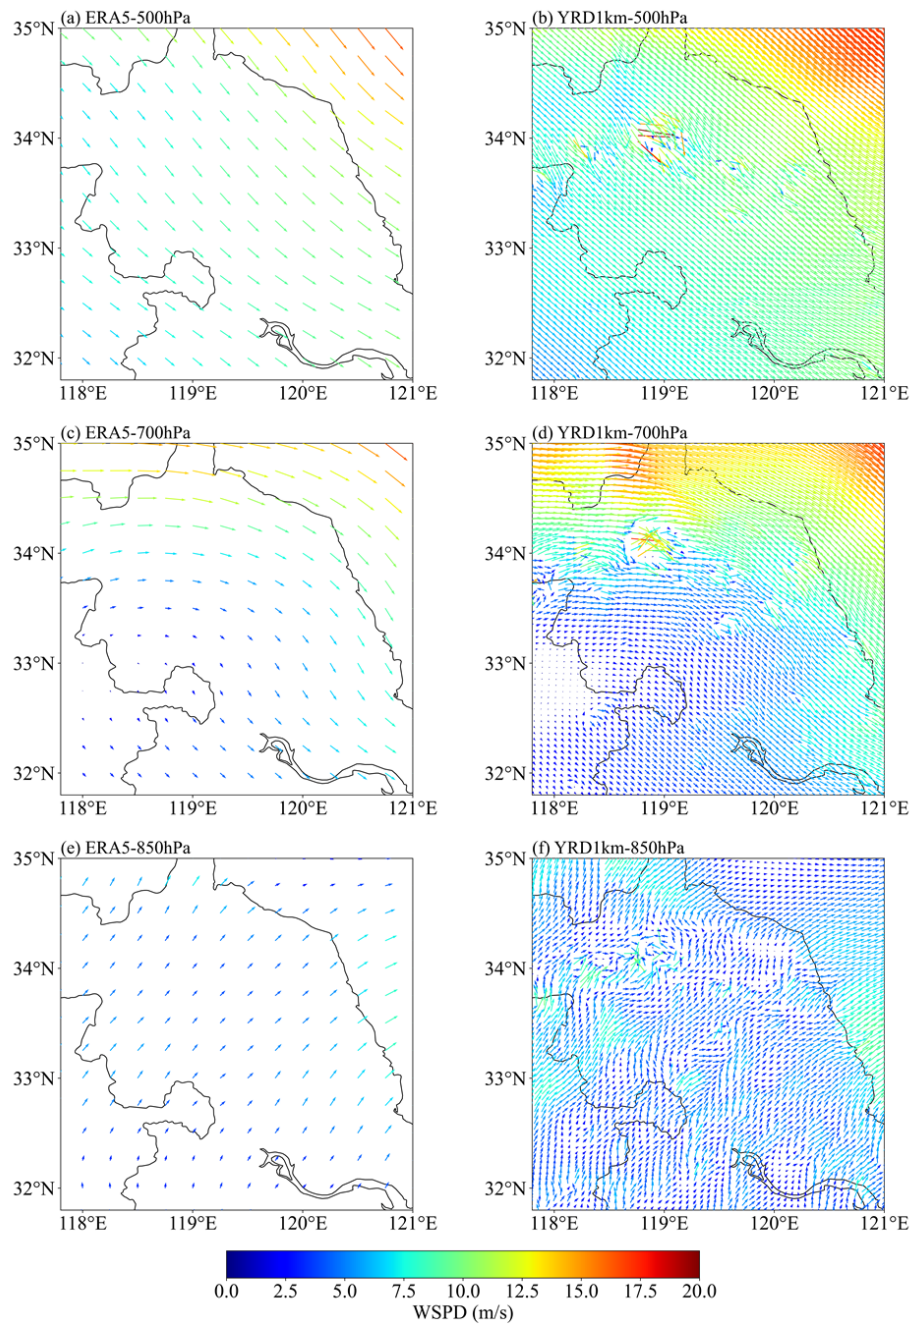 (a) ERA5-500hPa
(b) YRD1km-500hPa
35°N
35°N
34°N
34°N
33°N
33°N
32°N
32°N
118°E 119°E 120°E 121°E
118°E 119°E 120°E 121°E
(c) ERA5-700hPa
(d) YRD1km-700hPa
35°N
35°N
34°N
34°N
33°N
33°N
32°N
32°N
118°E 119°E 120°E 121°E
118°E 119°E 120°E 121°E
(e) ERA5-850hPa
(f) YRD1km-850hPa
35°N
35°N
34°N
34°N
33°N
33°N
32°N
32°N
118°E 119°E 120°E 121°E
118°E 119°E 120°E 121°E
0.0 2.5 5.0 7.5 10.0 12.5 15.0 17.5 20.0
WSPD (m/s)